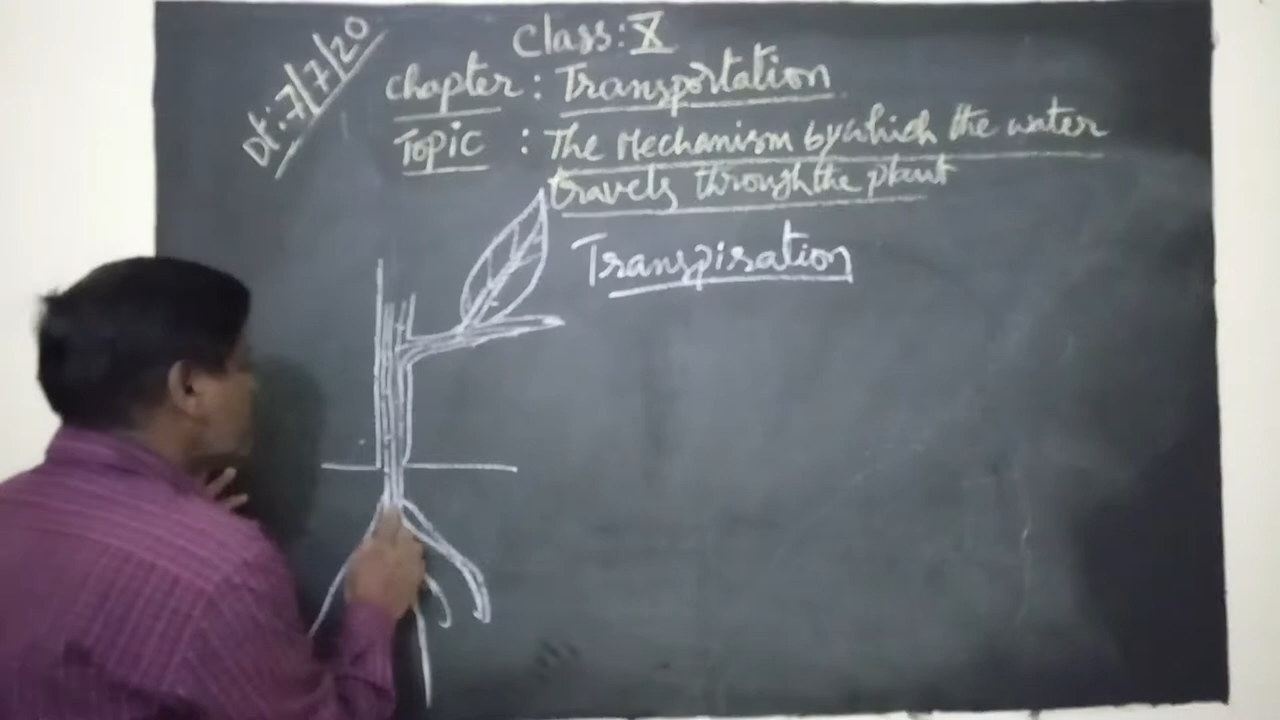 Dt:7/7/20
Class:X
Chapter : Transportation
Topic : The Mechanism by which the water
travels through the plant
Transpiration